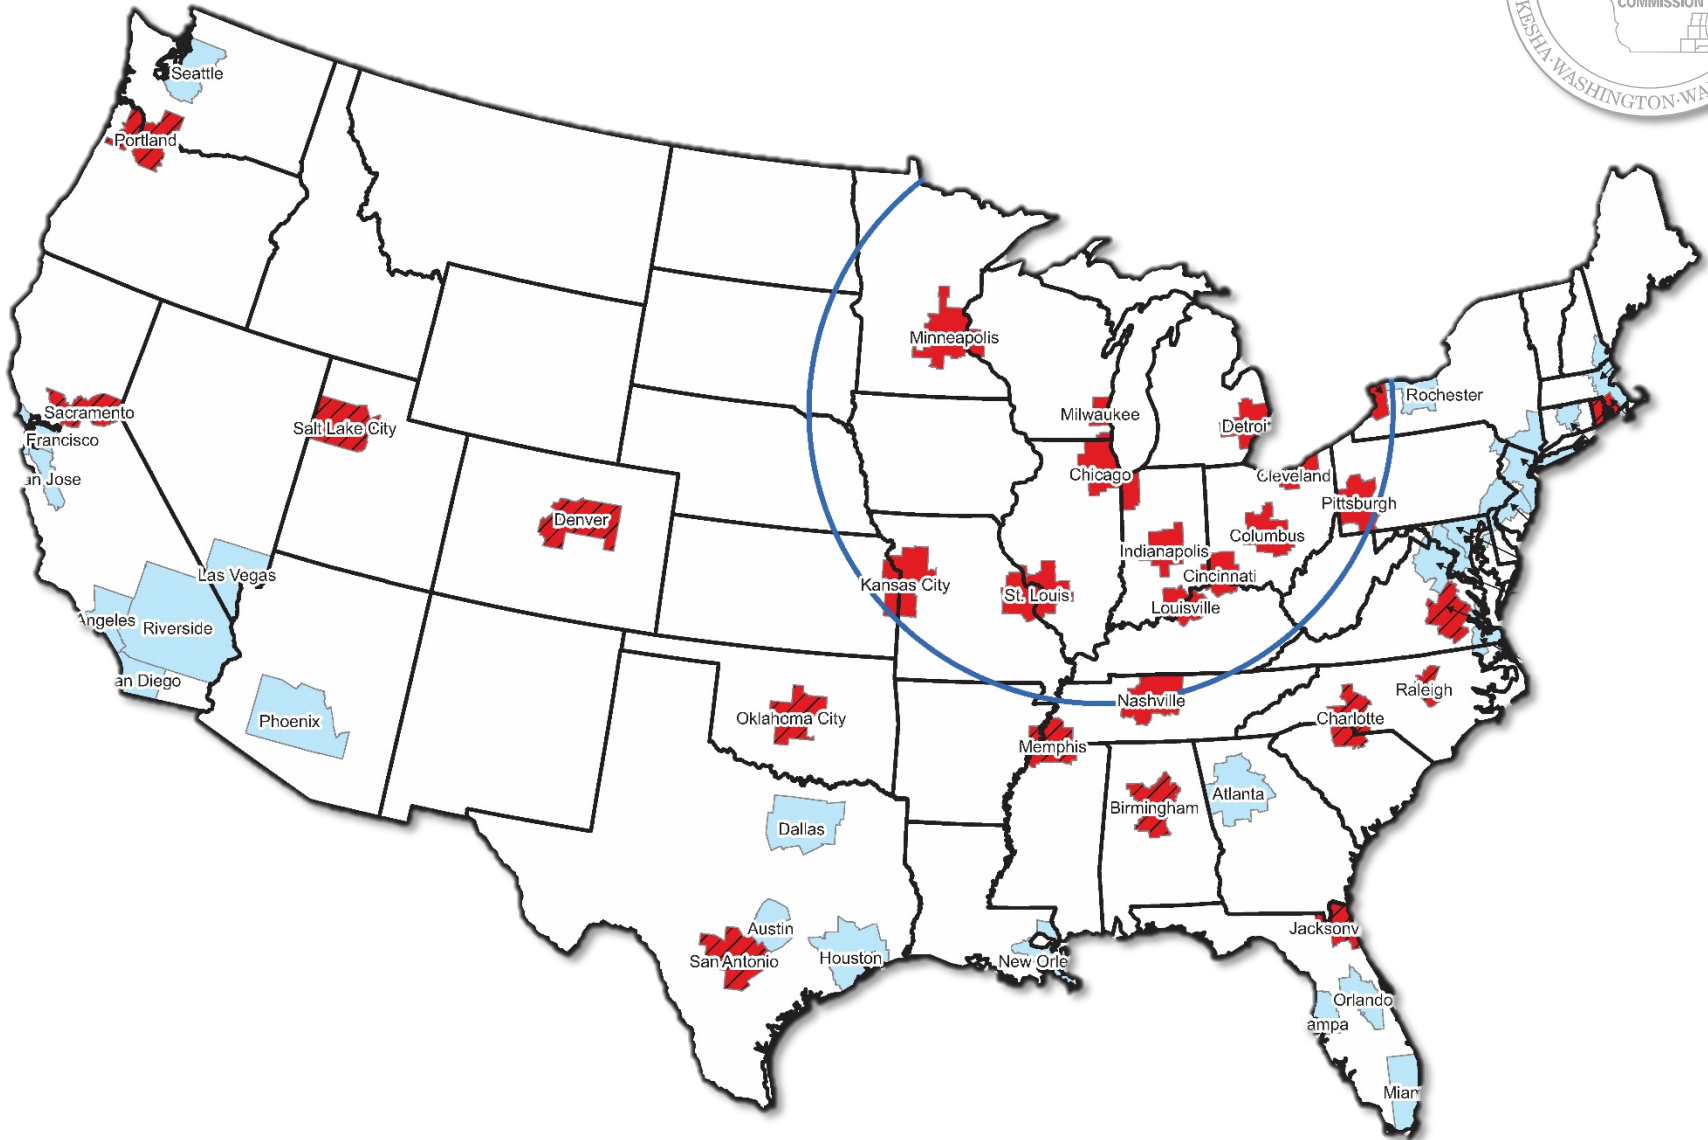 COMMISSION
KESHA·WASHINGTON·WA
Seattle
Portland
Minneapolis
Rochester
Sacramento
Milwaukee
Salt Lake City
Detroit
Francisco
Chicago
Cleveland
an Jose
Pittsburgh
Denver
Columbus
Indianapolis
Las Vegas
Cincinnati
Kansas City
St. Louis
Louisville
Angeles
Riverside
an Diego
Raleigh
Nashville
Phoenix
Oklahoma City
Charlotte
Memphis
Atlanta
Birmingham
Dallas
Austin
Jacksonv
San Antonio
Houston
New Orle
Orlando
ampa
Miam